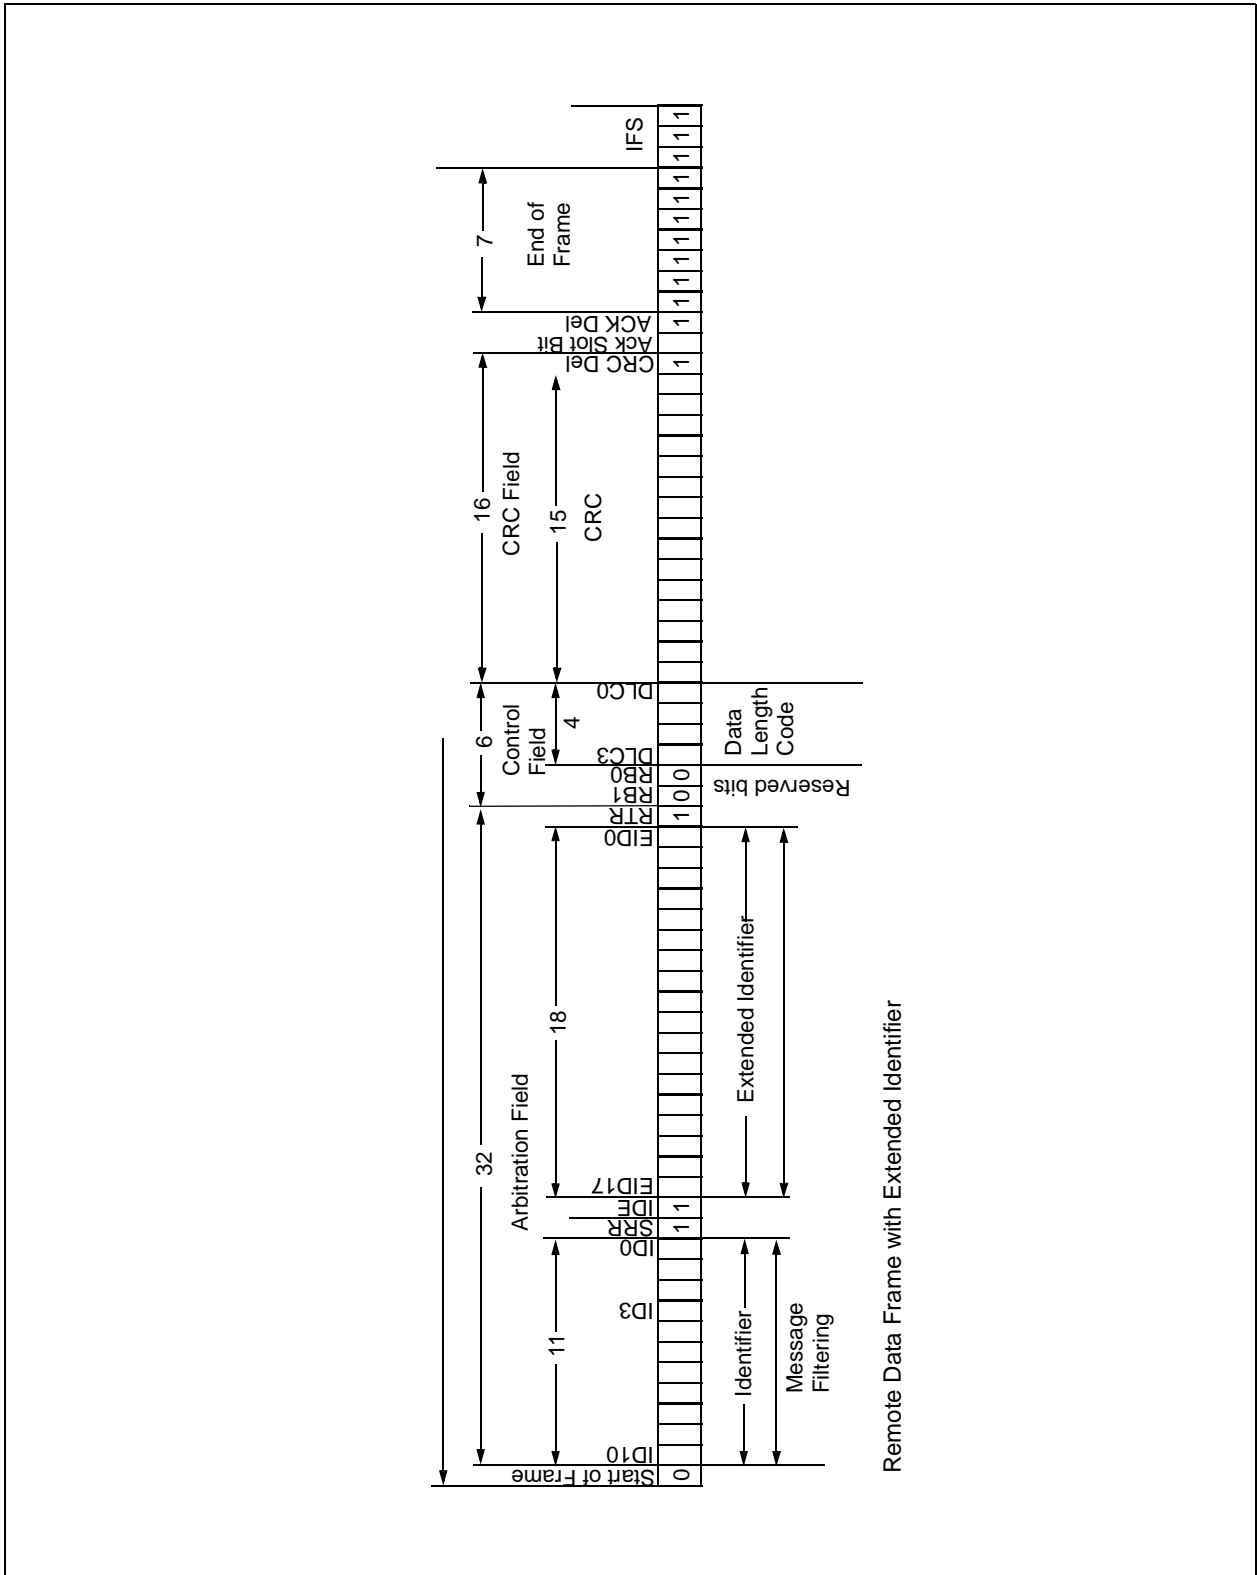 Remote Data Frame with Extended Identifier
32
Arbitration Field
6
Control
Field
16
CRC Field
7
End of
Frame
IFS
11
18
4
15
CRC
Start of Frame
ID10
ID3
ID0
SRR
IDE
EID17
EID0
RTR
RB1
RB0
DLC3
DLC0
CRC Del
Ack Slot Bit
ACK Del
0 1 1 1 0 0 1 1 1 1 1 1 1 1 1 1 1 1
Identifier
Message
Filtering
Extended Identifier
Reserved bits
Data
Length
Code